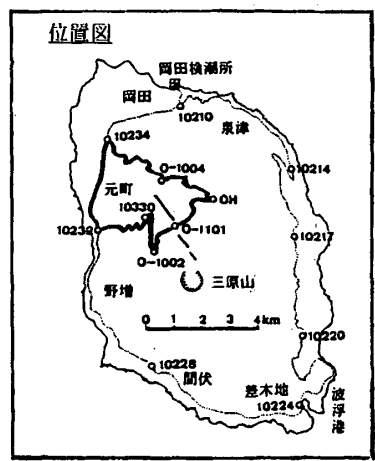 位置図
岡田検潮所
岡田
10210
泉津
10234
O-1004
10214
元町
OH
10330
10232
O-1101
10217
O-1002
三原山
野増
0 1 2 3 4km
10220
10228
間伏
差木地
10224
波浮港